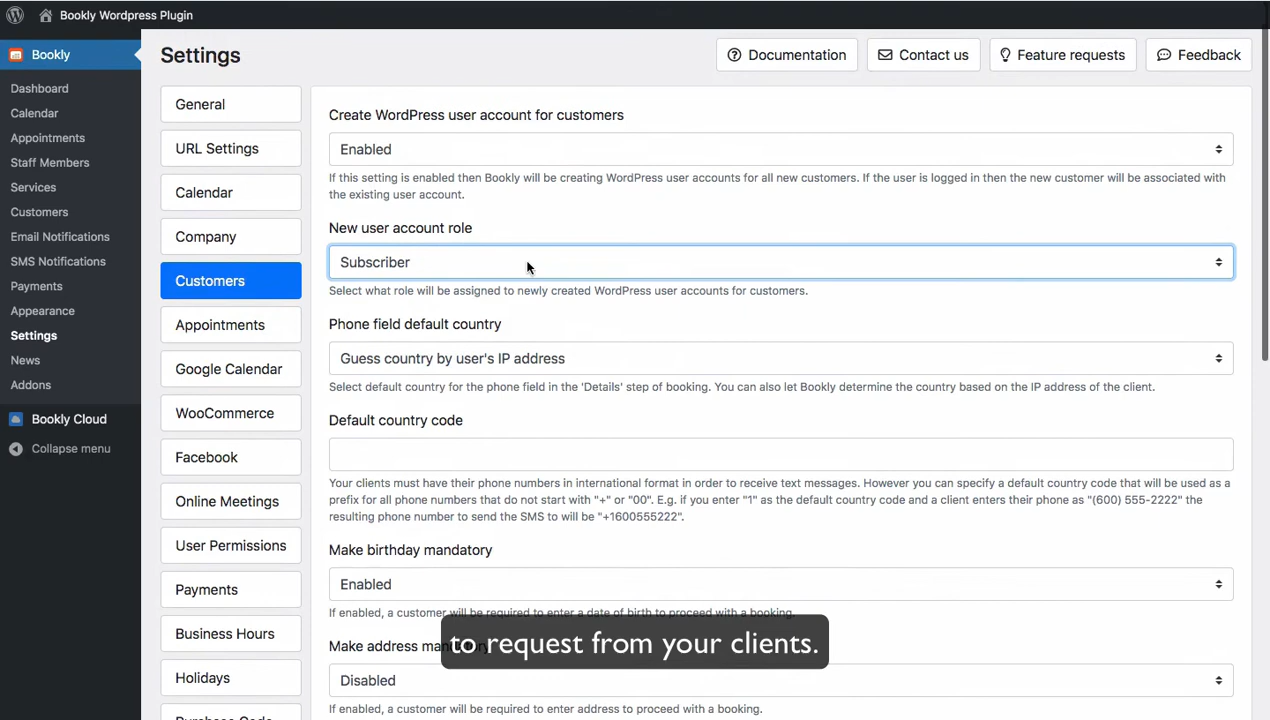 Bookly Wordpress Plugin
Bookly
Dashboard
Calendar
Appointments
Staff Members
Services
Customers
Email Notifications
SMS Notifications
Payments
Appearance
Settings
News
Addons
Bookly Cloud
Collapse menu
Settings
Documentation
Contact us
Feature requests
Feedback
General
URL Settings
Calendar
Company
Customers
Appointments
Google Calendar
WooCommerce
Facebook
Online Meetings
User Permissions
Payments
Business Hours
Holidays
Purchase Code
Create WordPress user account for customers
Enabled
If this setting is enabled then Bookly will be creating WordPress user accounts for all new customers. If the user is logged in then the new customer will be associated with
the existing user account.
New user account role
Subscriber
Select what role will be assigned to newly created WordPress user accounts for customers.
Phone field default country
Guess country by user's IP address
Select default country for the phone field in the 'Details' step of booking. You can also let Bookly determine the country based on the IP address of the client.
Default country code
Your clients must have their phone numbers in international format in order to receive text messages. However you can specify a default country code that will be used as a
prefix for all phone numbers that do not start with "+" or "00". E.g. if you enter "1" as the default country code and a client enters their phone as "(600) 555-2222" the
resulting phone number to send the SMS to will be "+1600555222".
Make birthday mandatory
Enabled
If enabled, a customer will be required to enter a date of birth to proceed with a booking.
to request from your clients.
Make address mandatory
Disabled
If enabled, a customer will be required to enter address to proceed with a booking.